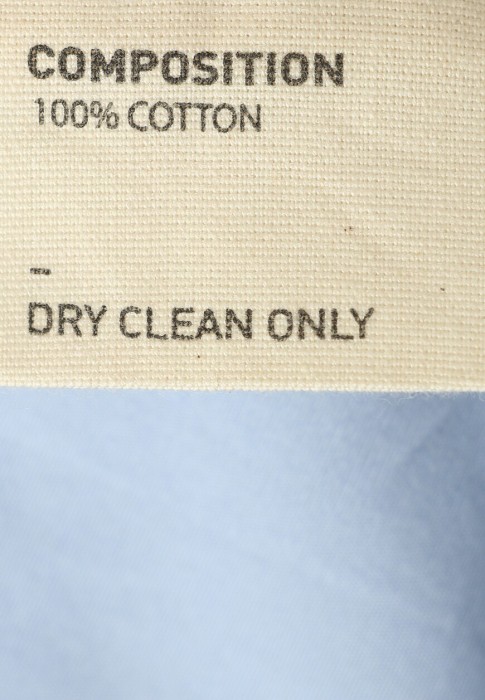 COMPOSITION
100% COTTON
–
DRY CLEAN ONLY